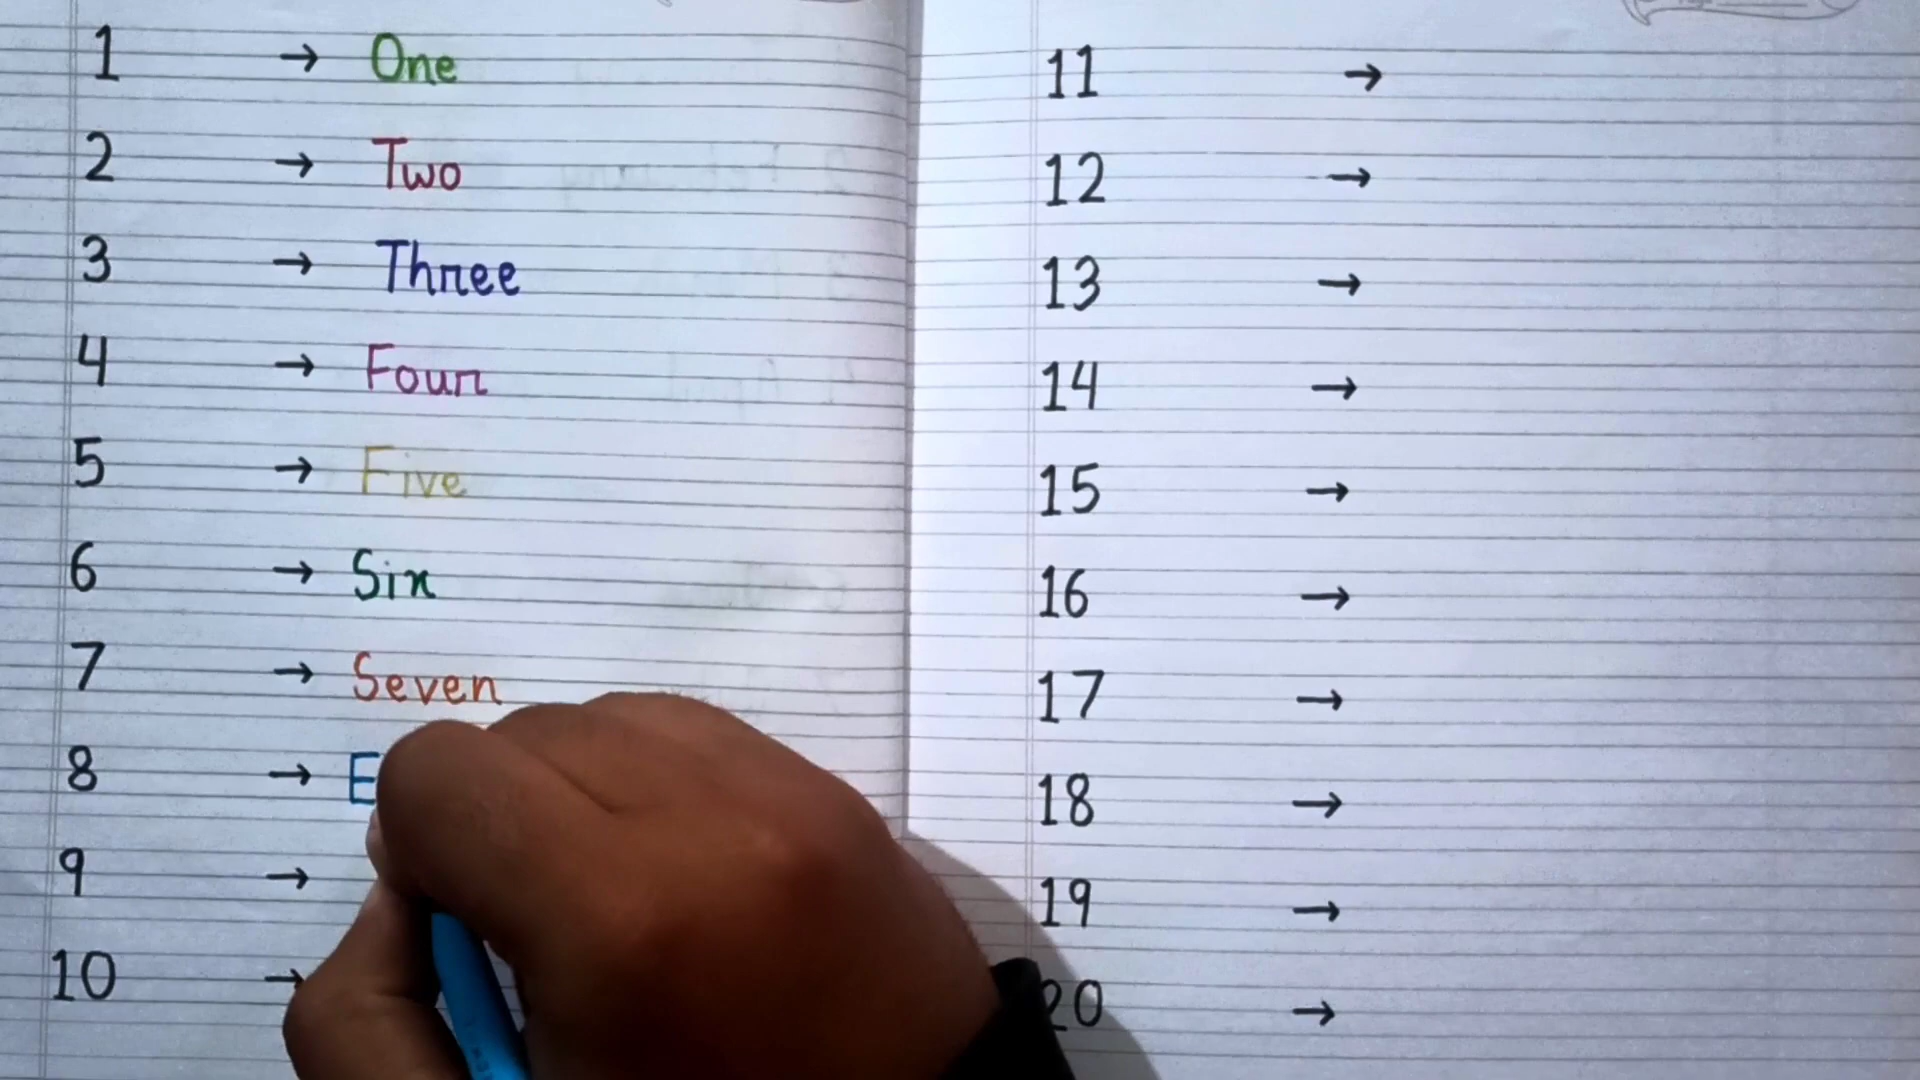 1 → One
2 → Two
3 → Three
4 → Four
5 → Five
6 → Six
7 → Seven
8 → E
9 →
10 →
11 →
12 →
13 →
14 →
15 →
16 →
17 →
18 →
19 →
20 →